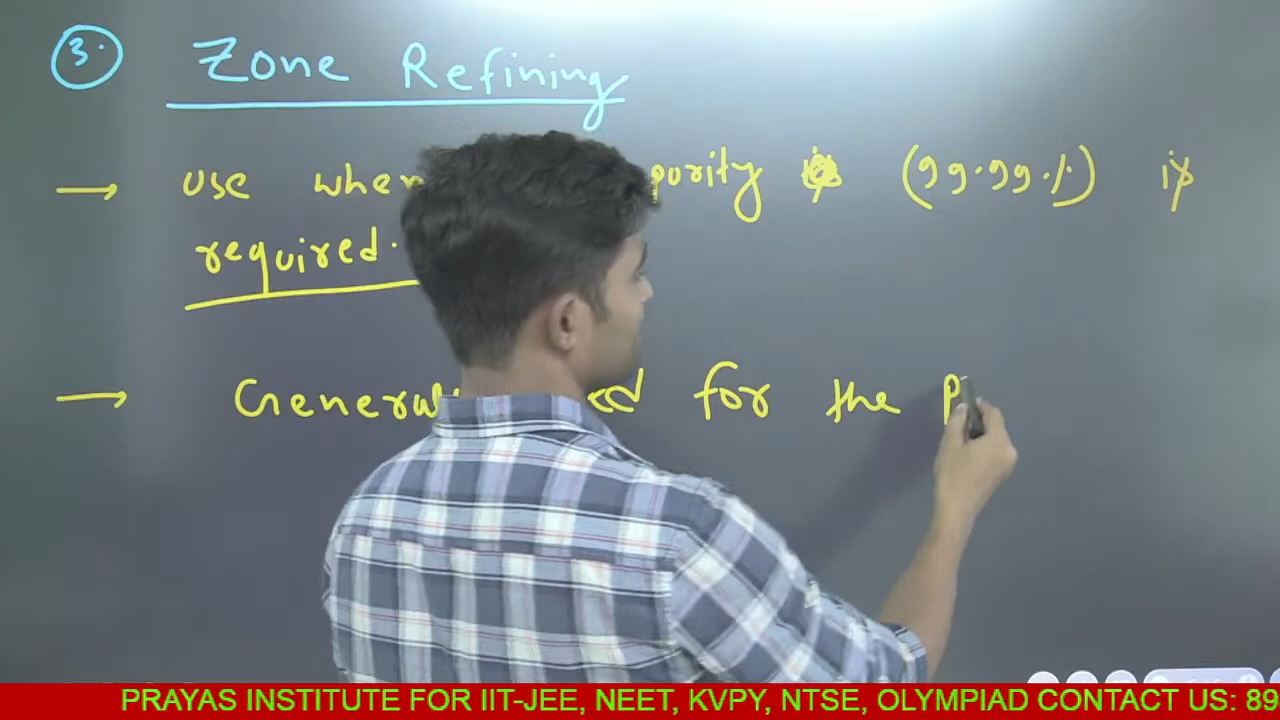 3. Zone Refining
→ use when purity (99.99%) is
required.
→ General for the P
PRAYAS INSTITUTE FOR IIT-JEE, NEET, KVPY, NTSE, OLYMPIAD CONTACT US: 89